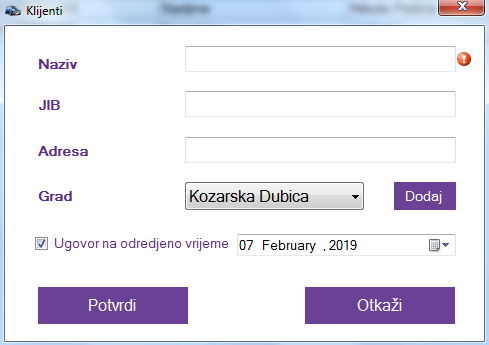 Klijenti
Naziv
JIB
Adresa
Grad Kozarska Dubica Dodaj
Ugovor na odredjeno vrijeme 07 February , 2019
Potvrdi Otkaži